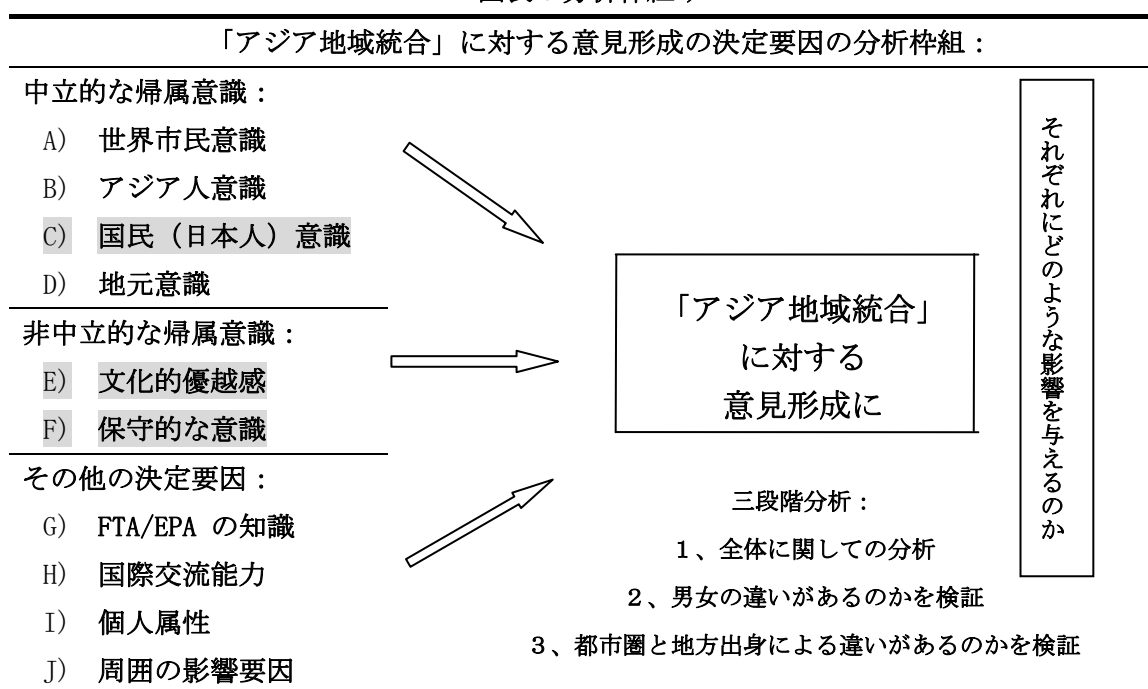 「アジア地域統合」に対する意見形成の決定要因の分析枠組:
中立的な帰属意識:
A) 世界市民意識
B) アジア人意識
C) 国民（日本人）意識
D) 地元意識
非中立的な帰属意識:
E) 文化的優越感
F) 保守的な意識
その他の決定要因:
G) FTA/EPA の知識
H) 国際交流能力
I) 個人属性
J) 周囲の影響要因
「アジア地域統合」
に対する
意見形成に
三段階分析:
１、全体に関しての分析
２、男女の違いがあるのかを検証
３、都市圏と地方出身による違いがあるのかを検証
それぞれにどのような影響を与えるのか